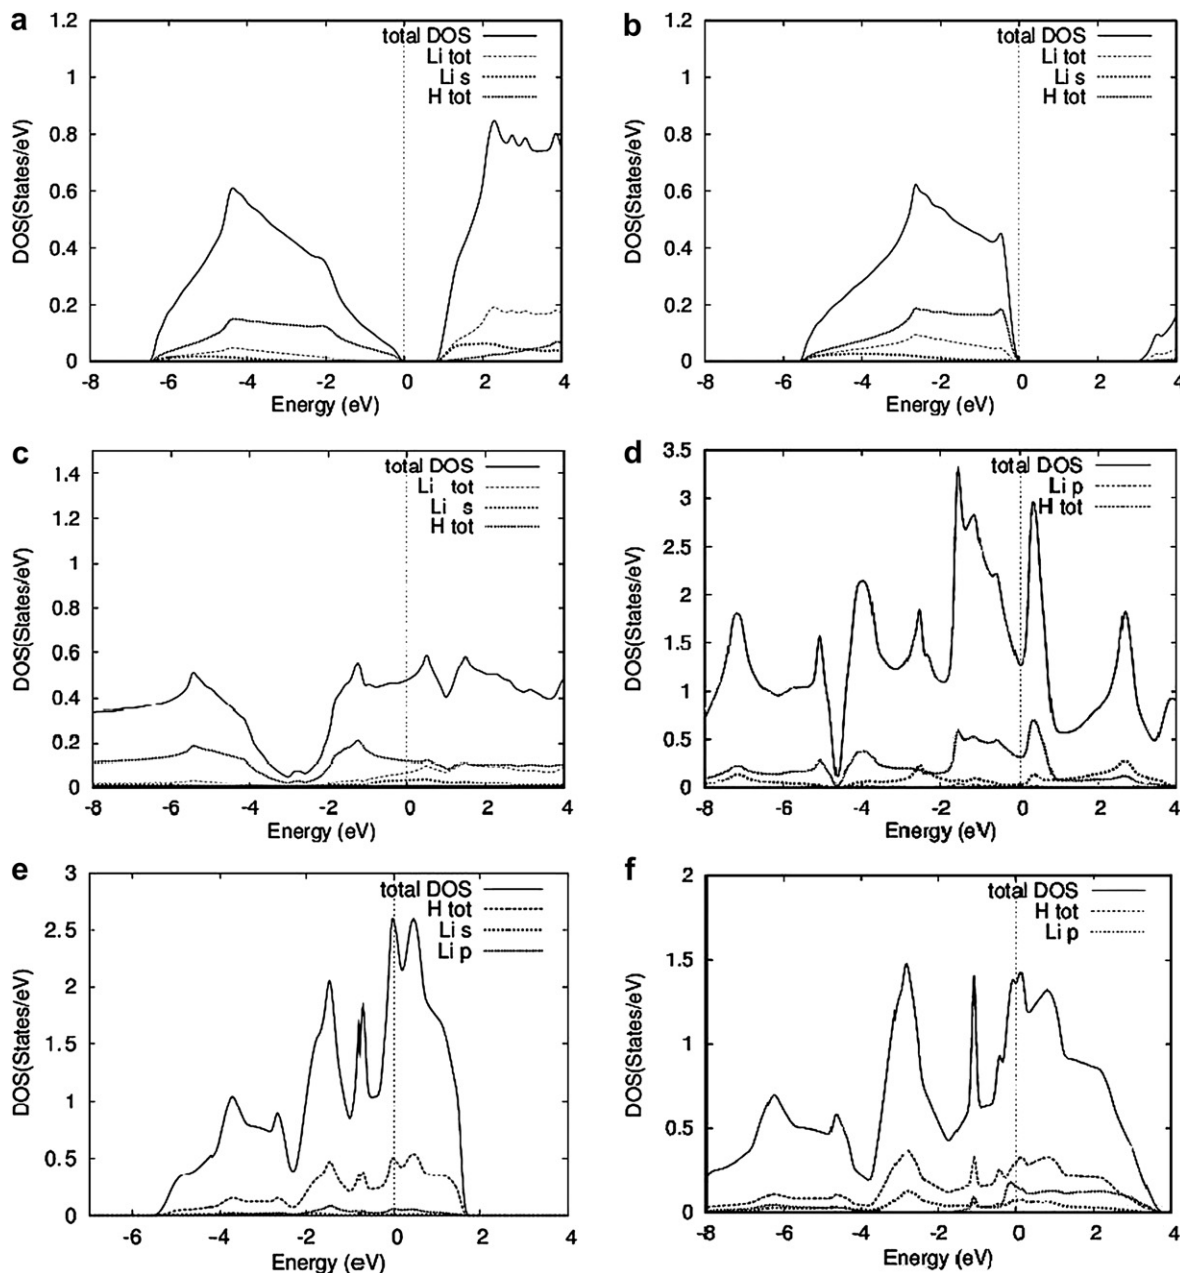 a
1.2
1
0.8
0.6
0.4
0.2
0
DOS(States/eV)
total DOS
Li tot
Li s
H tot
-8 -6 -4 -2 0 2 4
Energy (eV)
b
1.2
1
0.8
0.6
0.4
0.2
0
DOS(States/eV)
total DOS
Li tot
Li s
H tot
-8 -6 -4 -2 0 2 4
Energy (eV)
c
1.4
1.2
1
0.8
0.6
0.4
0.2
0
DOS(States/eV)
total DOS
Li tot
Li s
H tot
-8 -6 -4 -2 0 2 4
Energy (eV)
d
3.5
3
2.5
2
1.5
1
0.5
0
DOS(States/eV)
total DOS
Li p
H tot
-8 -6 -4 -2 0 2 4
Energy (eV)
e
3
2.5
2
1.5
1
0.5
0
DOS(States/eV)
total DOS
H tot
Li s
Li p
-6 -4 -2 0 2 4
Energy (eV)
f
2
1.5
1
0.5
0
DOS(States/eV)
total DOS
H tot
Li p
-8 -6 -4 -2 0 2 4
Energy (eV)